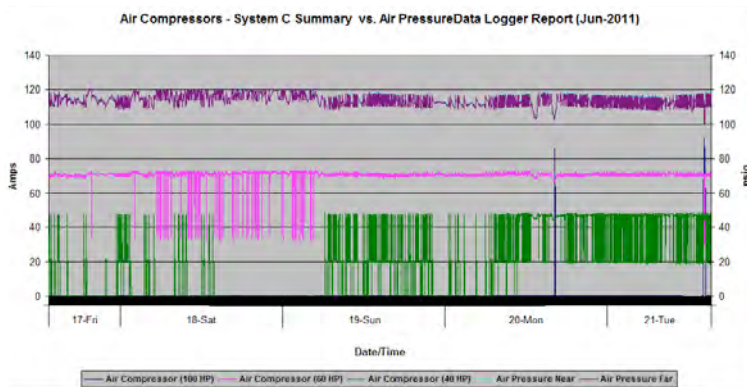 Air Compressors - System C Summary vs. Air PressureData Logger Report (Jun-2011)
140 140
120 120
100 100
80 80
60 60
40 40
20 20
0 0
Amps
psig
17-Fri 18-Sat 19-Sun 20-Mon 21-Tue
Date/Time
Air Compressor (100 HP) Air Compressor (60 HP) Air Compressor (40 HP) Air Pressure Near Air Pressure Far